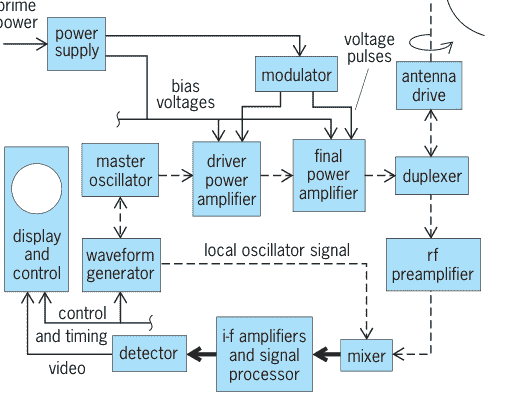 prime
power
power
supply
modulator
voltage
pulses
bias
voltages
antenna
drive
master
oscillator
driver
power
amplifier
final
power
amplifier
duplexer
display
and
control
waveform
generator
local oscillator signal
rf
preamplifier
control
and timing
video
detector
i-f amplifiers
and signal
processor
mixer